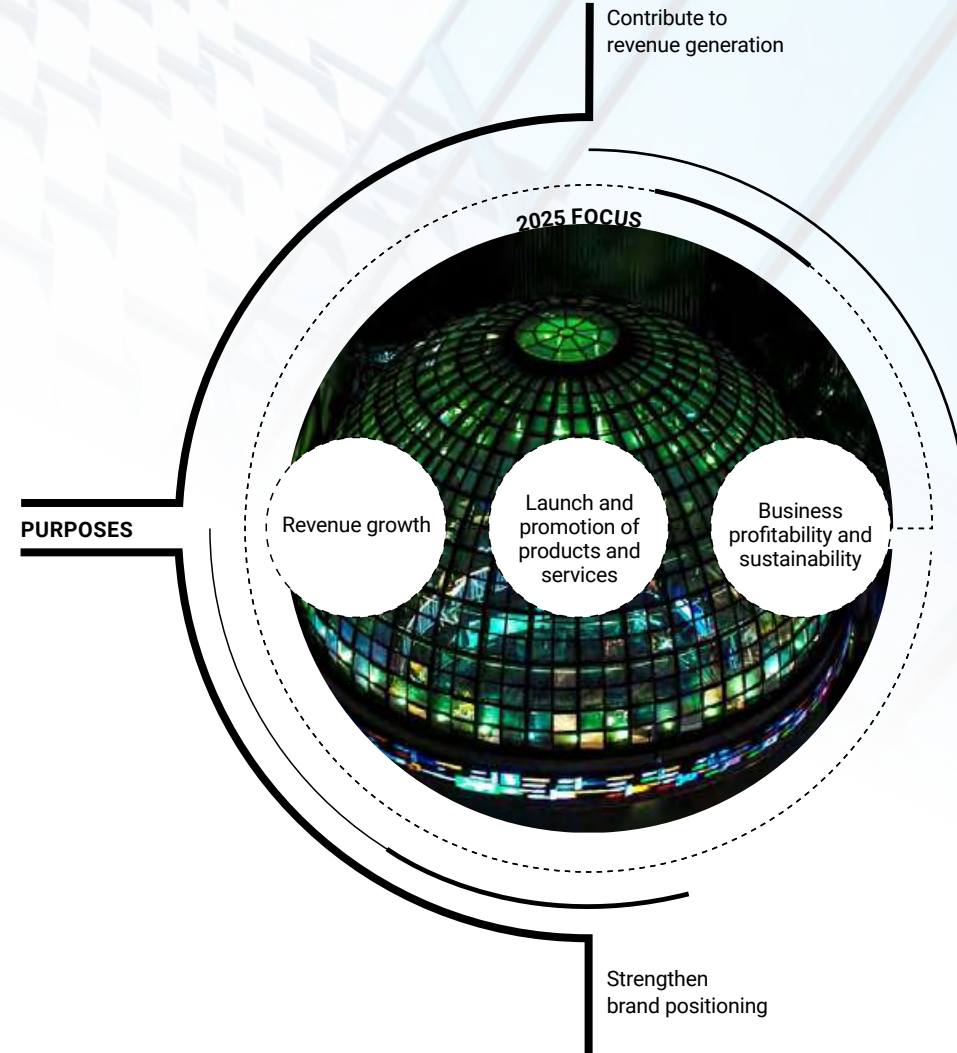 Contribute to
revenue generation
2025 FOCUS
PURPOSES
Revenue growth
Launch and
promotion of
products and
services
Business
profitability and
sustainability
Strengthen
brand positioning